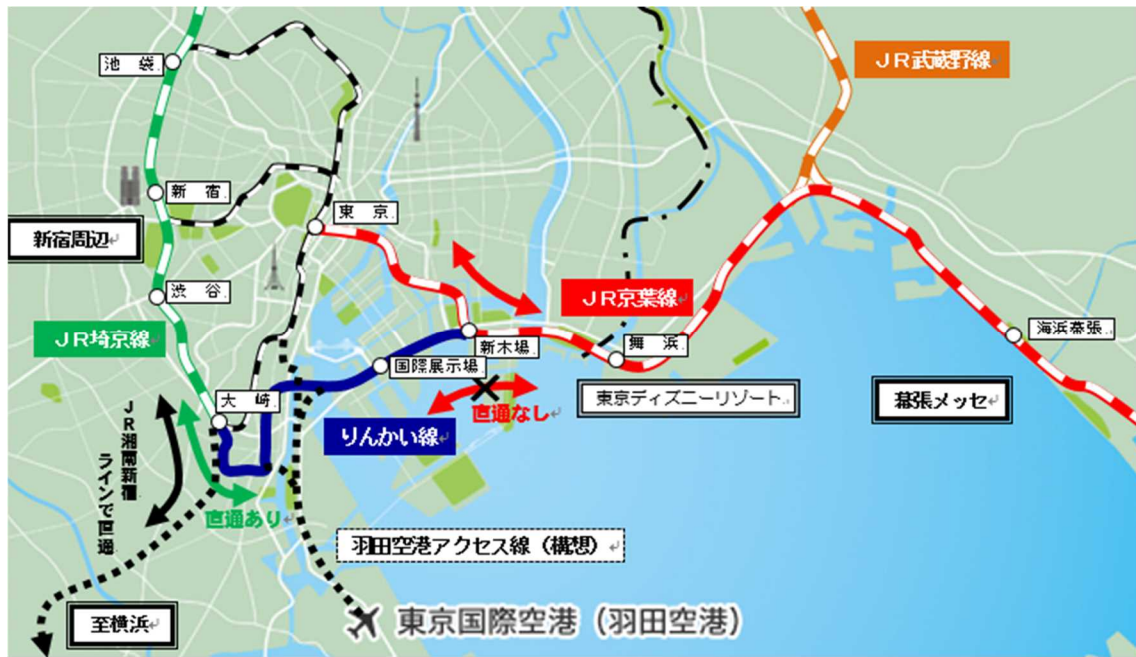 池 袋
JR武蔵野線
新 宿
東 京
新宿周辺
渋 谷
JR京葉線
JR埼京線
新木場
舞 浜
海浜幕張
国際展示場
大 崎
直通なし
東京ディズニーリゾート
幕張メッセ
りんかい線
JR湘南新宿
ラインで直通
直通あり
羽田空港アクセス線(構想)
至横浜
東京国際空港(羽田空港)